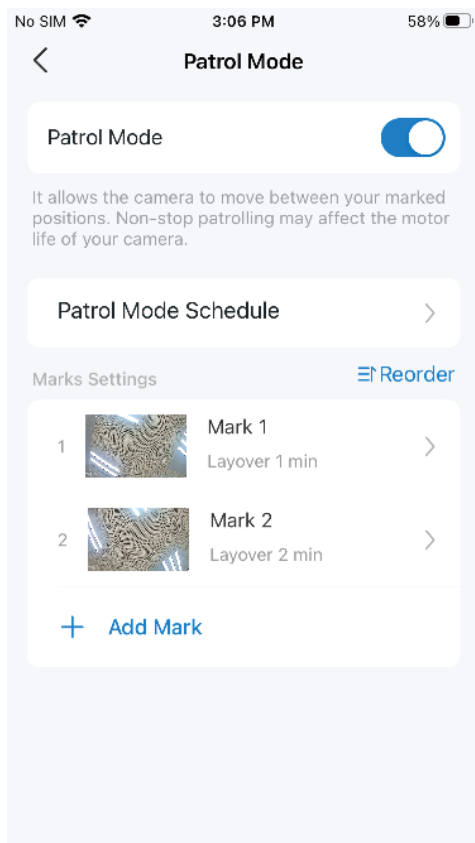 No SIM 3:06 PM 58%
Patrol Mode
Patrol Mode
It allows the camera to move between your marked
positions. Non-stop patrolling may affect the motor
life of your camera.
Patrol Mode Schedule
Marks Settings Reorder
1 Mark 1
Layover 1 min
2 Mark 2
Layover 2 min
+ Add Mark